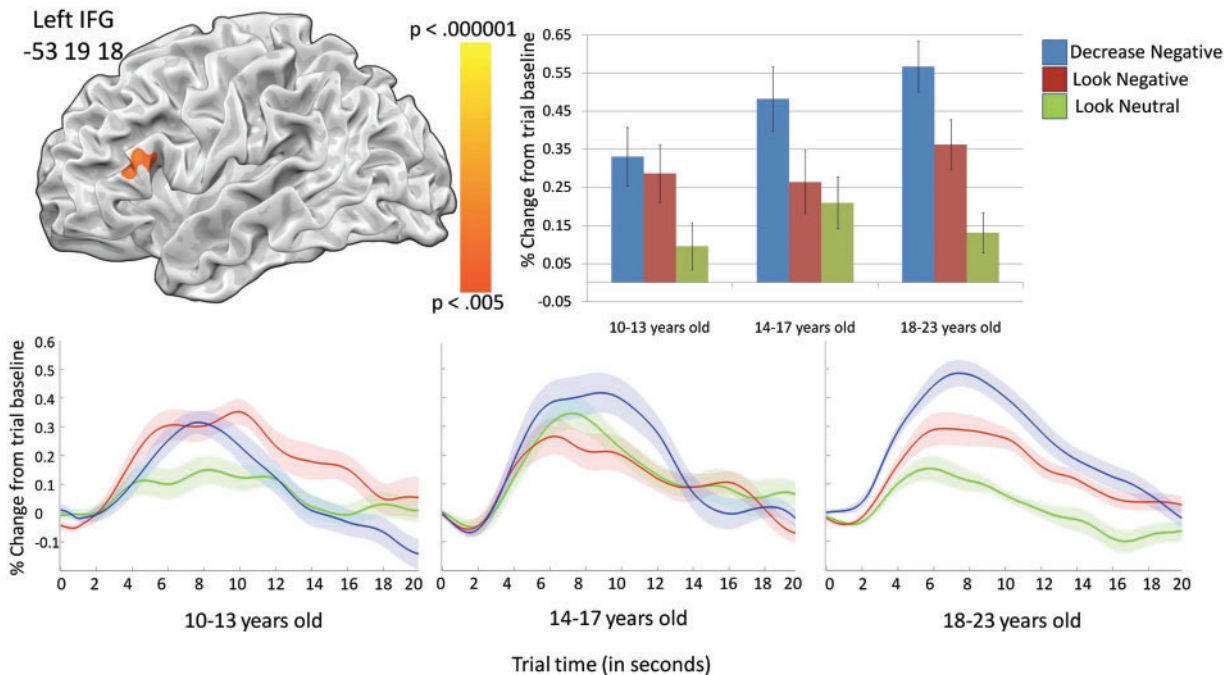 Left IFG
-53 19 18
p < .000001
p < .005
% Change from trial baseline
0.65
0.55
0.45
0.35
0.25
0.15
0.05
-0.05
10-13 years old
14-17 years old
18-23 years old
Decrease Negative
Look Negative
Look Neutral
% Change from trial baseline
0.6
0.5
0.4
0.3
0.2
0.1
0
-0.1
0 2 4 6 8 10 12 14 16 18 20
0 2 4 6 8 10 12 14 16 18 20
0 2 4 6 8 10 12 14 16 18 20
10-13 years old
14-17 years old
18-23 years old
Trial time (in seconds)